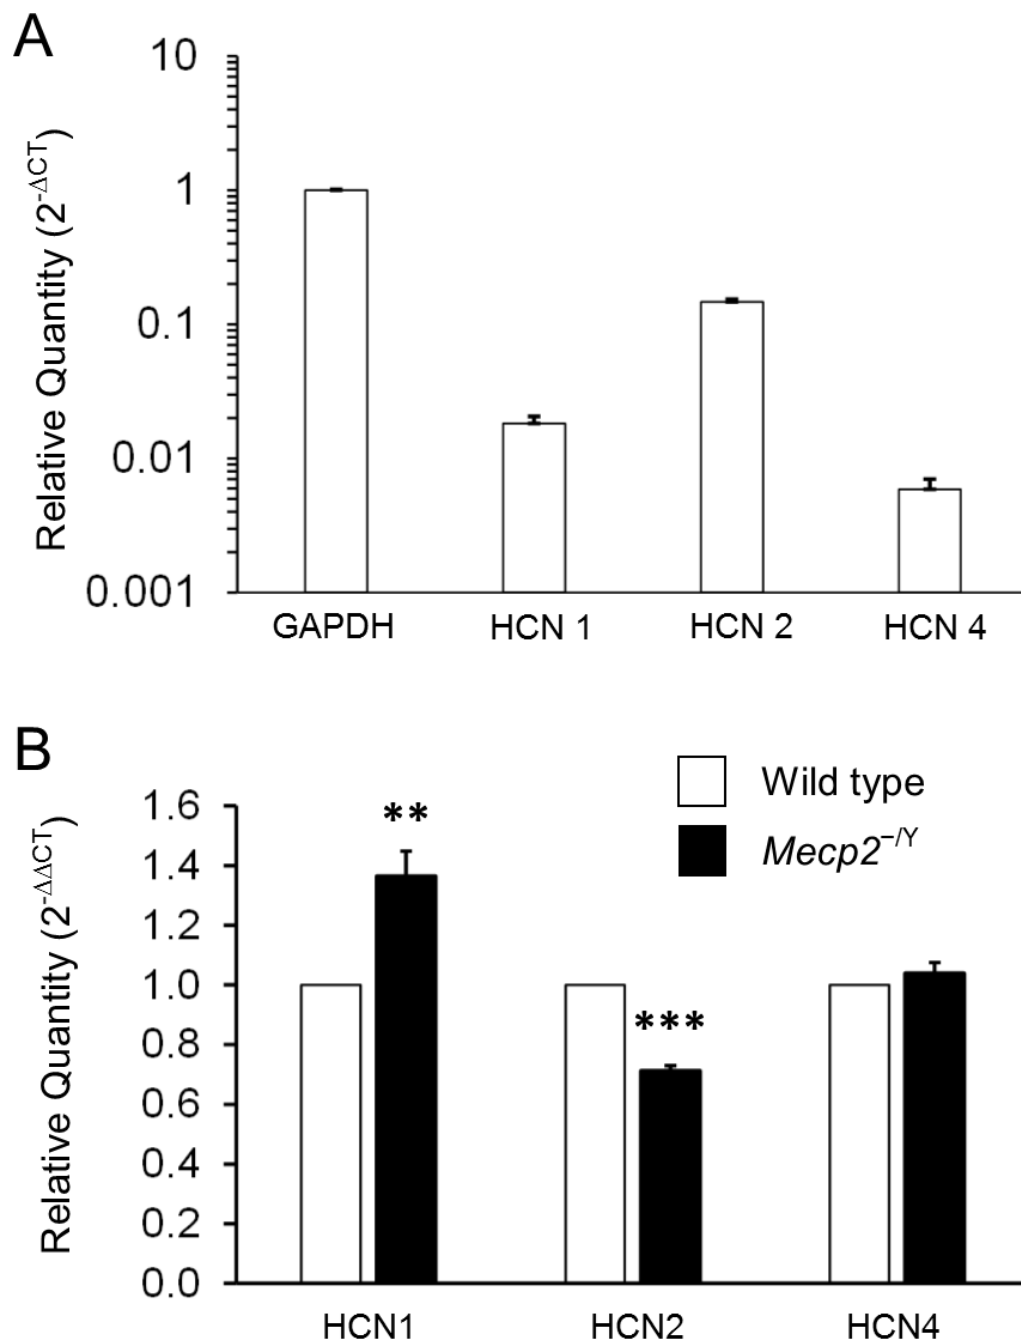 A
Relative Quantity (2^-ΔCT)
10
1
0.1
0.01
0.001
GAPDH HCN 1 HCN 2 HCN 4
B
Wild type
Mecp2^−/Y
Relative Quantity (2^-ΔΔCT)
1.6
1.4
1.2
1.0
0.8
0.6
0.4
0.2
0.0
**
***
HCN1 HCN2 HCN4